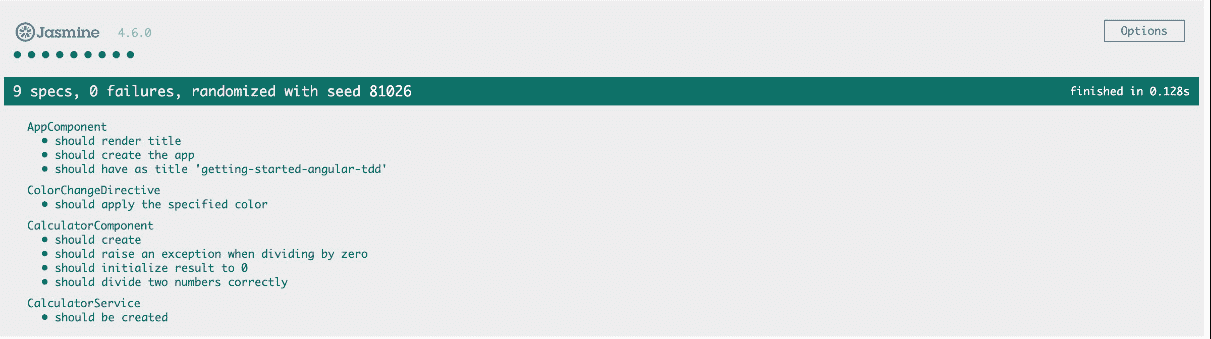 Jasmine 4.6.0
Options
9 specs, 0 failures, randomized with seed 81026
finished in 0.128s
AppComponent
• should render title
• should create the app
• should have as title 'getting-started-angular-tdd'
ColorChangeDirective
• should apply the specified color
CalculatorComponent
• should create
• should raise an exception when dividing by zero
• should initialize result to 0
• should divide two numbers correctly
CalculatorService
• should be created